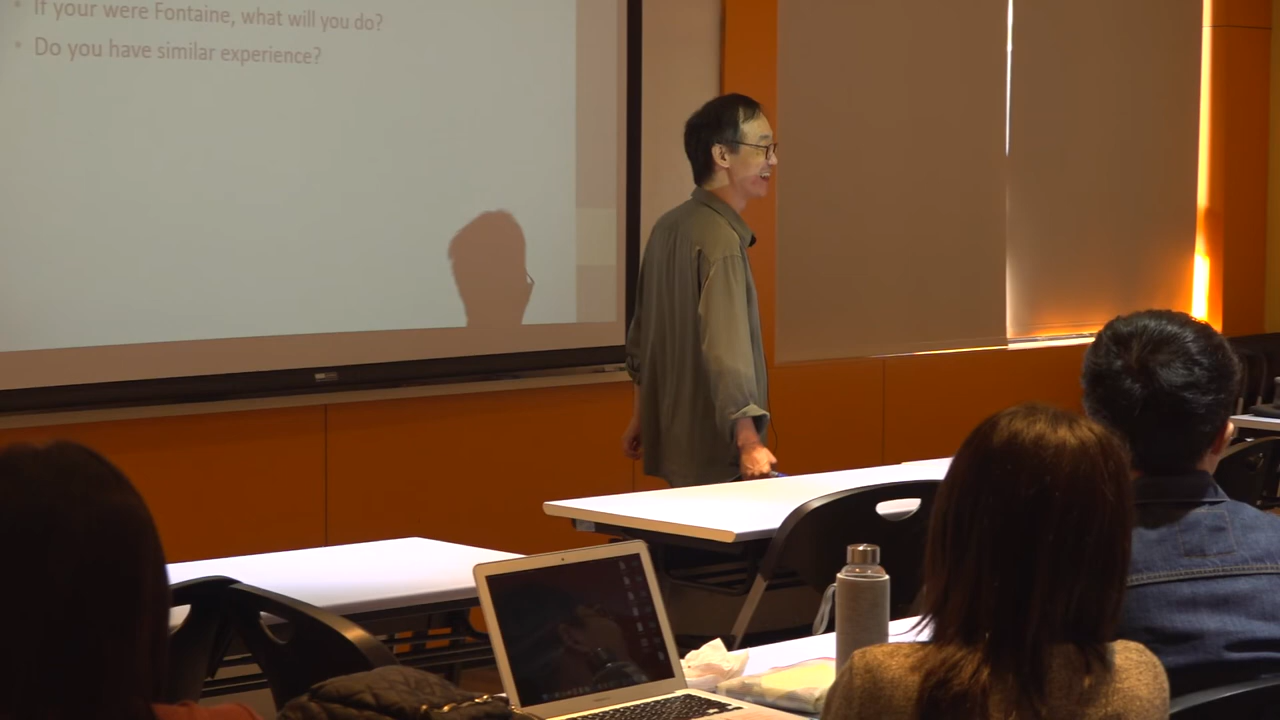 • If your were Fontaine, what will you do?
• Do you have similar experience?